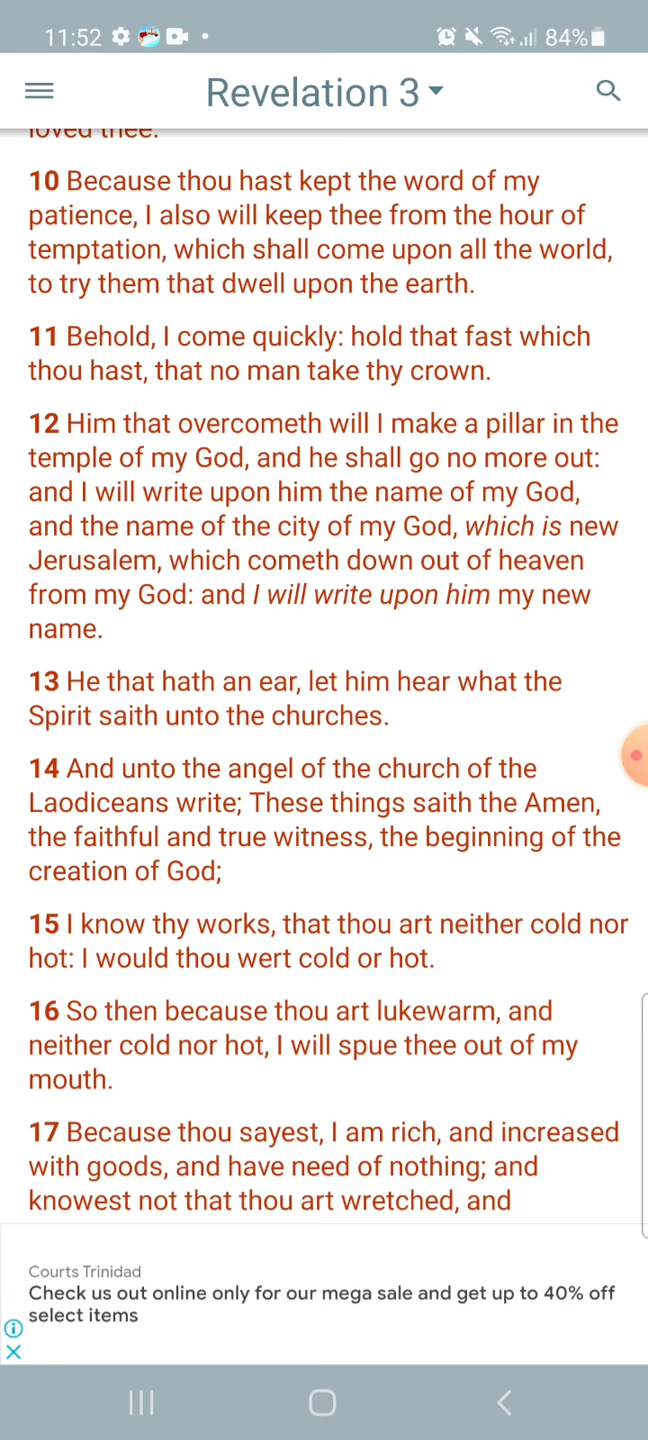 11:52
84%
Revelation 3
loved thee.
10 Because thou hast kept the word of my
patience, I also will keep thee from the hour of
temptation, which shall come upon all the world,
to try them that dwell upon the earth.
11 Behold, I come quickly: hold that fast which
thou hast, that no man take thy crown.
12 Him that overcometh will I make a pillar in the
temple of my God, and he shall go no more out:
and I will write upon him the name of my God,
and the name of the city of my God, which is new
Jerusalem, which cometh down out of heaven
from my God: and I will write upon him my new
name.
13 He that hath an ear, let him hear what the
Spirit saith unto the churches.
14 And unto the angel of the church of the
Laodiceans write; These things saith the Amen,
the faithful and true witness, the beginning of the
creation of God;
15 I know thy works, that thou art neither cold nor
hot: I would thou wert cold or hot.
16 So then because thou art lukewarm, and
neither cold nor hot, I will spue thee out of my
mouth.
17 Because thou sayest, I am rich, and increased
with goods, and have need of nothing; and
knowest not that thou art wretched, and
Courts Trinidad
Check us out online only for our mega sale and get up to 40% off
select items